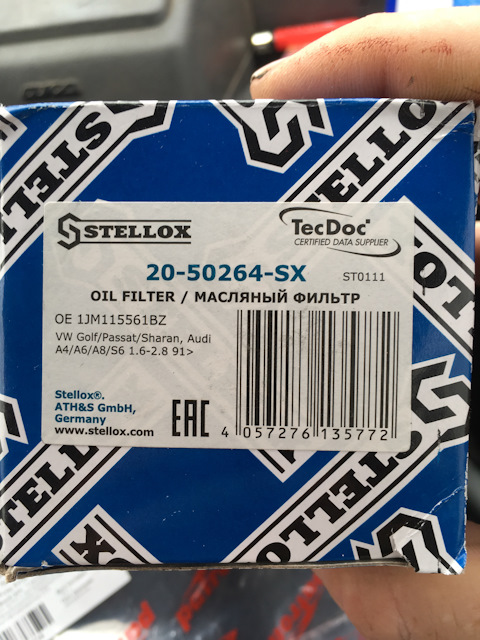 STELLOX
STELLOX
STELLOX
TecDoc
CERTIFIED DATA SUPPLIER
20-50264-SX
ST0111
OIL FILTER / МАСЛЯНЫЙ ФИЛЬТР
OE 1JM115561BZ
VW Golf/Passat/Sharan, Audi
A4/A6/A8/S6 1.6-2.8 91>
Stellox®.
ATH&S GmbH,
Germany
www.stellox.com
EAC
4 057276 135772